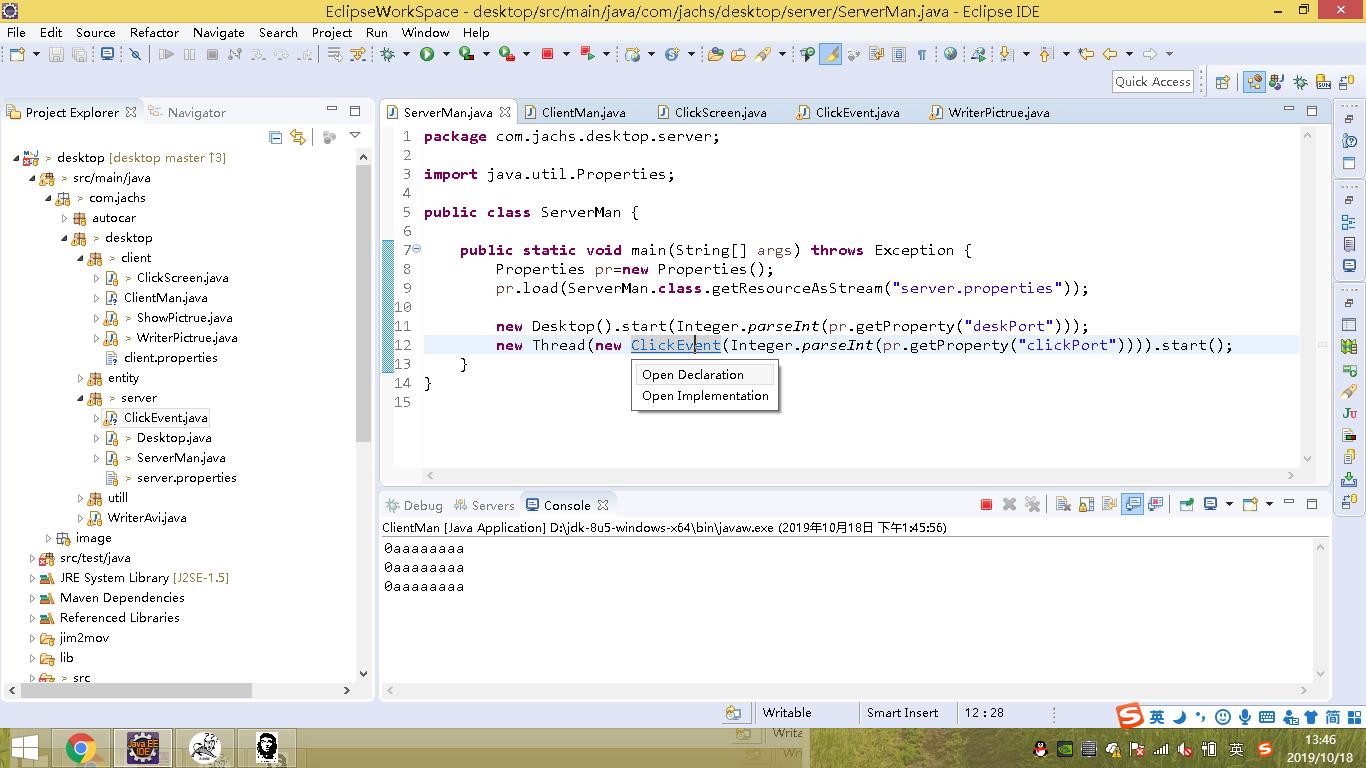 EclipseWorkSpace - desktop/src/main/java/com/jachs/desktop/server/ServerMan.java - Eclipse IDE
File Edit Source Refactor Navigate Search Project Run Window Help
Quick Access
Project Explorer
Navigator
> desktop [desktop master ↑3]
> src/main/java
> com.jachs
autocar
> desktop
> client
> ClickScreen.java
ClientMan.java
> ShowPictrue.java
> WriterPictrue.java
client.properties
entity
> server
ClickEvent.java
> Desktop.java
> ServerMan.java
> server.properties
utill
WriterAvi.java
image
src/test/java
JRE System Library [J2SE-1.5]
Maven Dependencies
Referenced Libraries
jim2mov
lib
> src
ServerMan.java ClientMan.java ClickScreen.java ClickEvent.java WriterPictrue.java
1 package com.jachs.desktop.server;
2
3 import java.util.Properties;
4
5 public class ServerMan {
6
7 public static void main(String[] args) throws Exception {
8 Properties pr=new Properties();
9 pr.load(ServerMan.class.getResourceAsStream("server.properties"));
10
11 new Desktop().start(Integer.parseInt(pr.getProperty("deskPort")));
12 new Thread(new ClickEvent(Integer.parseInt(pr.getProperty("clickPort")))).start();
13 }
14 }
15
Open Declaration
Open Implementation
Debug Servers Console
ClientMan [Java Application] D:\jdk-8u5-windows-x64\bin\javaw.exe (2019年10月18日 下午1:45:56)
0aaaaaaaa
0aaaaaaaa
0aaaaaaaa
Writable Smart Insert 12 : 28
英 简
Java EE IDE
英
13:46
2019/10/18